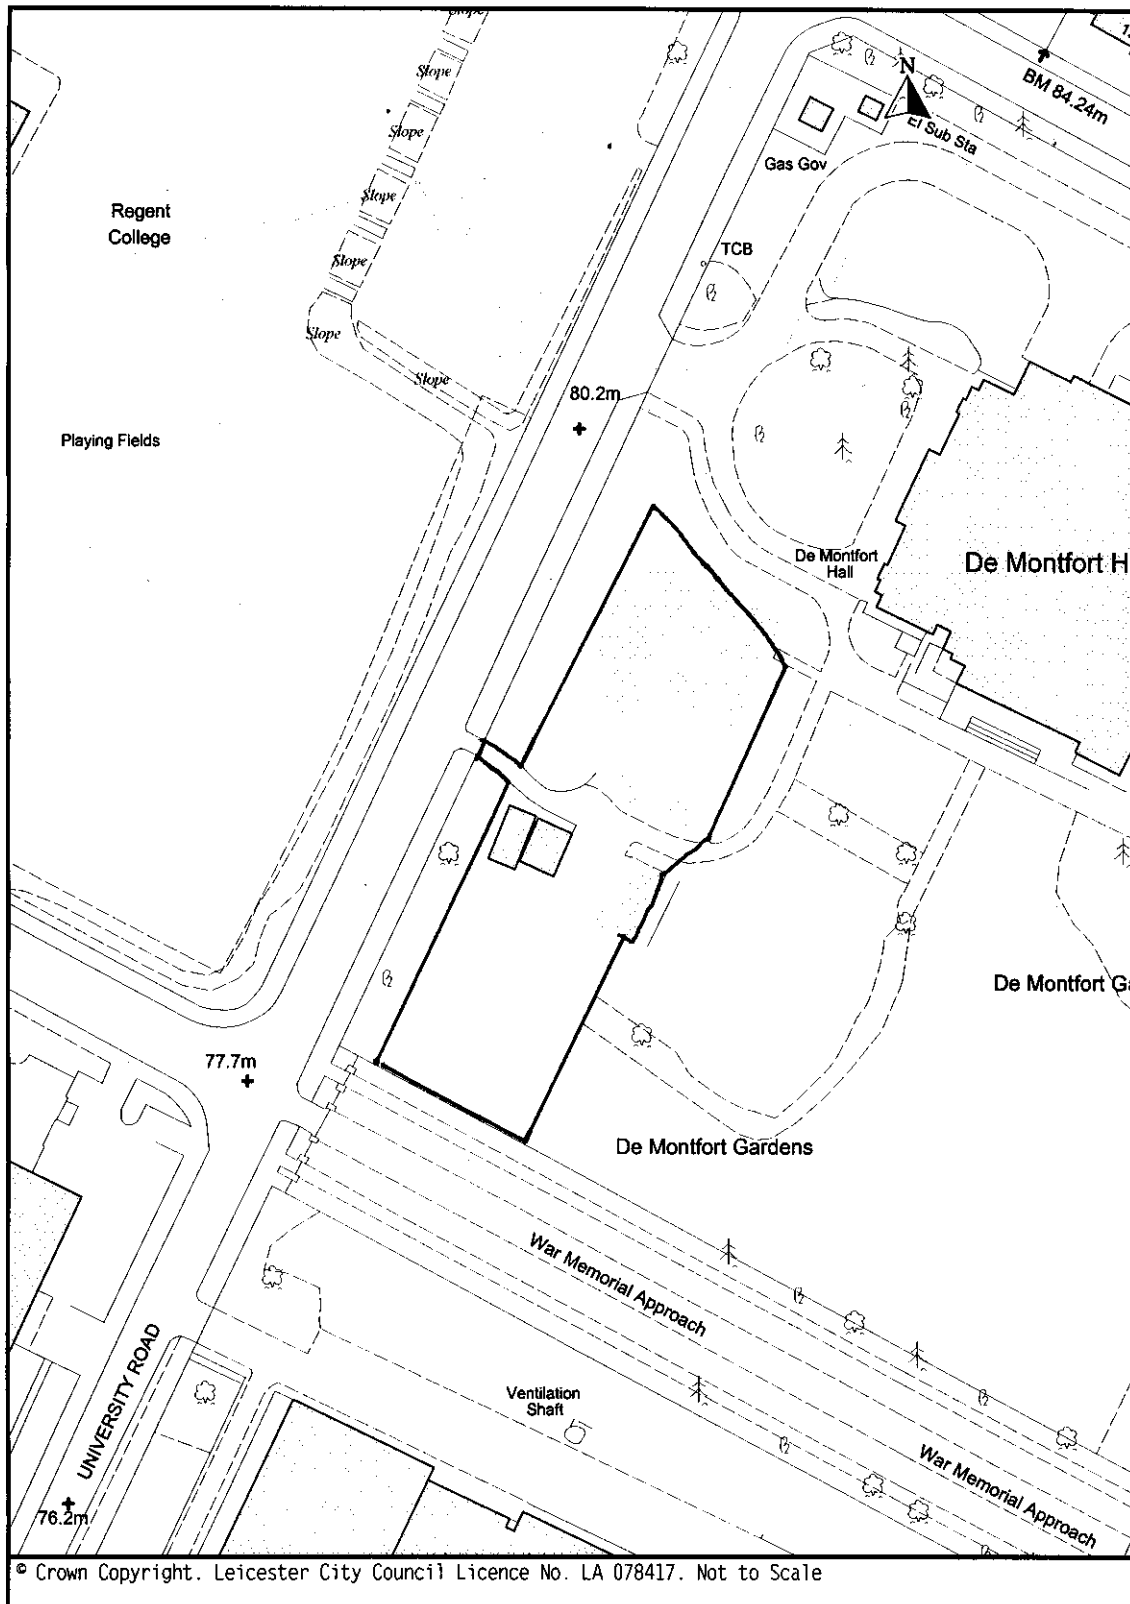 Slope
Slope
N
BM 84.24m
El Sub Sta
Slope
Gas Gov
Slope
Regent
College
TCB
Slope
Slope
Slope
80.2m
Playing Fields
De Montfort
Hall
De Montfort H
De Montfort Ga
77.7m
De Montfort Gardens
War Memorial Approach
UNIVERSITY ROAD
Ventilation
Shaft
War Memorial Approach
76.2m
© Crown Copyright. Leicester City Council Licence No. LA 078417. Not to Scale